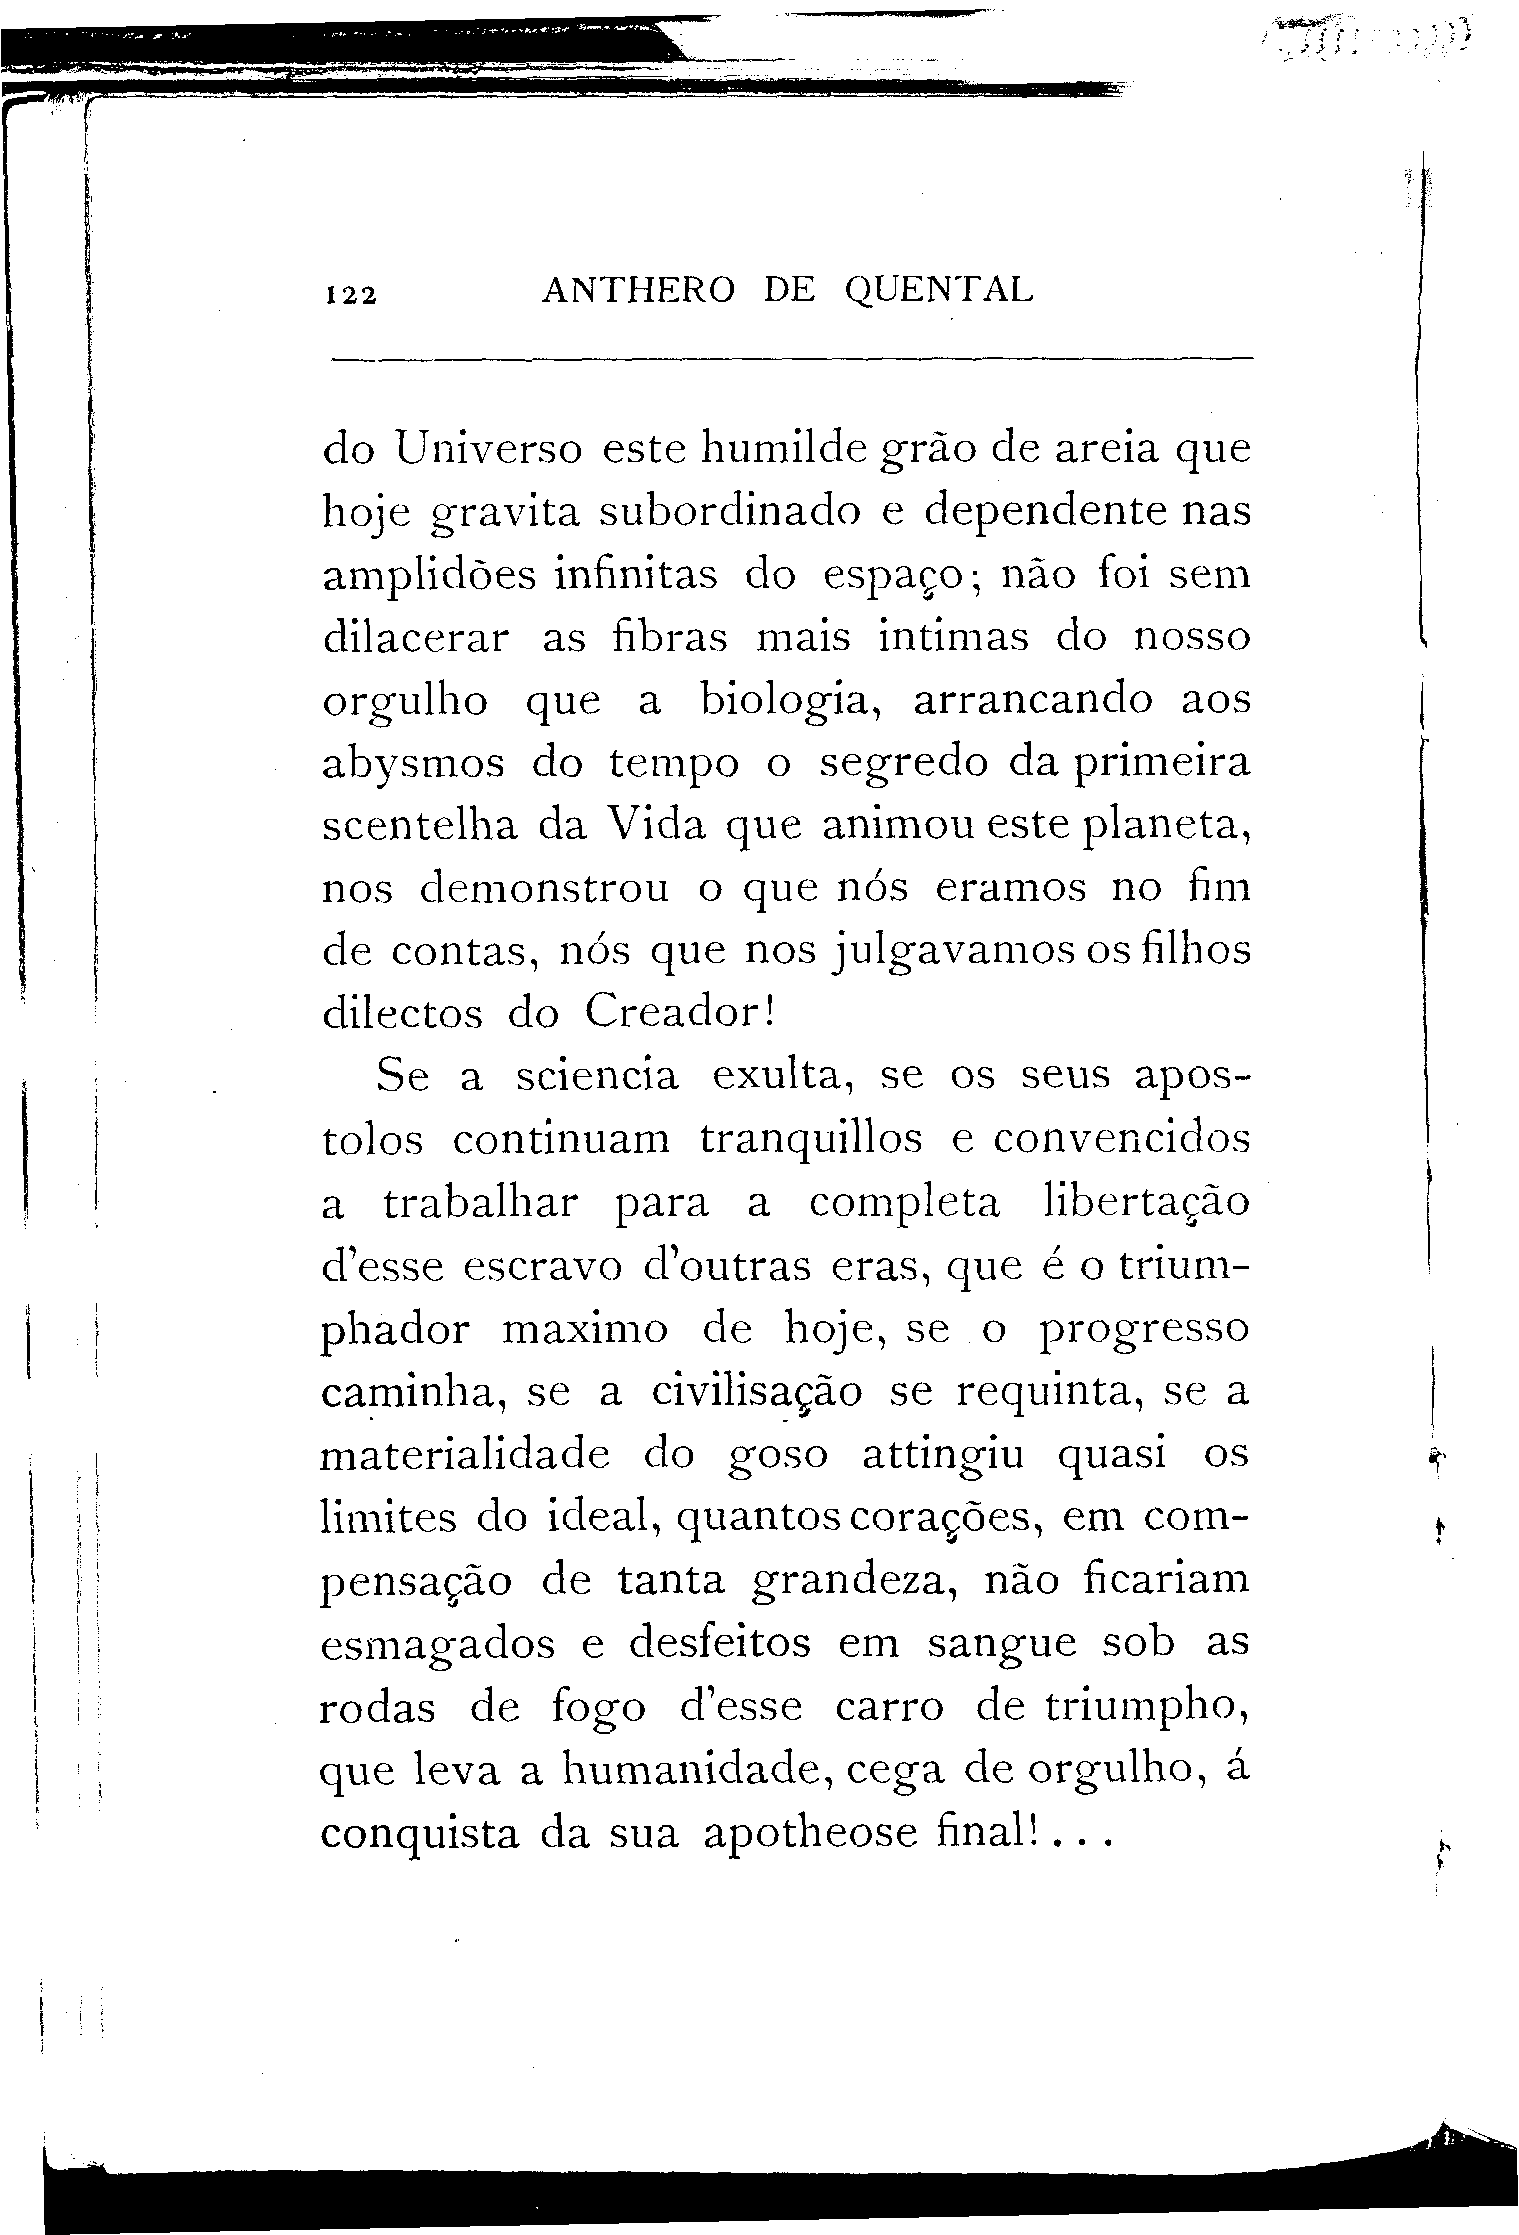 122 ANTHERO DE QUENTAL
do Universo este humilde grão de areia que
hoje gravita subordinado e dependente nas
amplidões infinitas do espaço; não foi sem
dilacerar as fibras mais intimas do nosso
orgulho que a biologia, arrancando aos
abysmos do tempo o segredo da primeira
scentelha da Vida que animou este planeta,
nos demonstrou o que nós eramos no fim
de contas, nós que nos julgavamos os filhos
dilectos do Creador!
Se a sciencia exulta, se os seus apos-
tolos continuam tranquillos e convencidos
a trabalhar para a completa libertação
d'esse escravo d'outras eras, que é o trium-
phador maximo de hoje, se o progresso
caminha, se a civilisação se requinta, se a
materialidade do goso attingiu quasi os
limites do ideal, quantos corações, em com-
pensação de tanta grandeza, não ficariam
esmagados e desfeitos em sangue sob as
rodas de fogo d'esse carro de triumpho,
que leva a humanidade, cega de orgulho, á
conquista da sua apotheose final!...